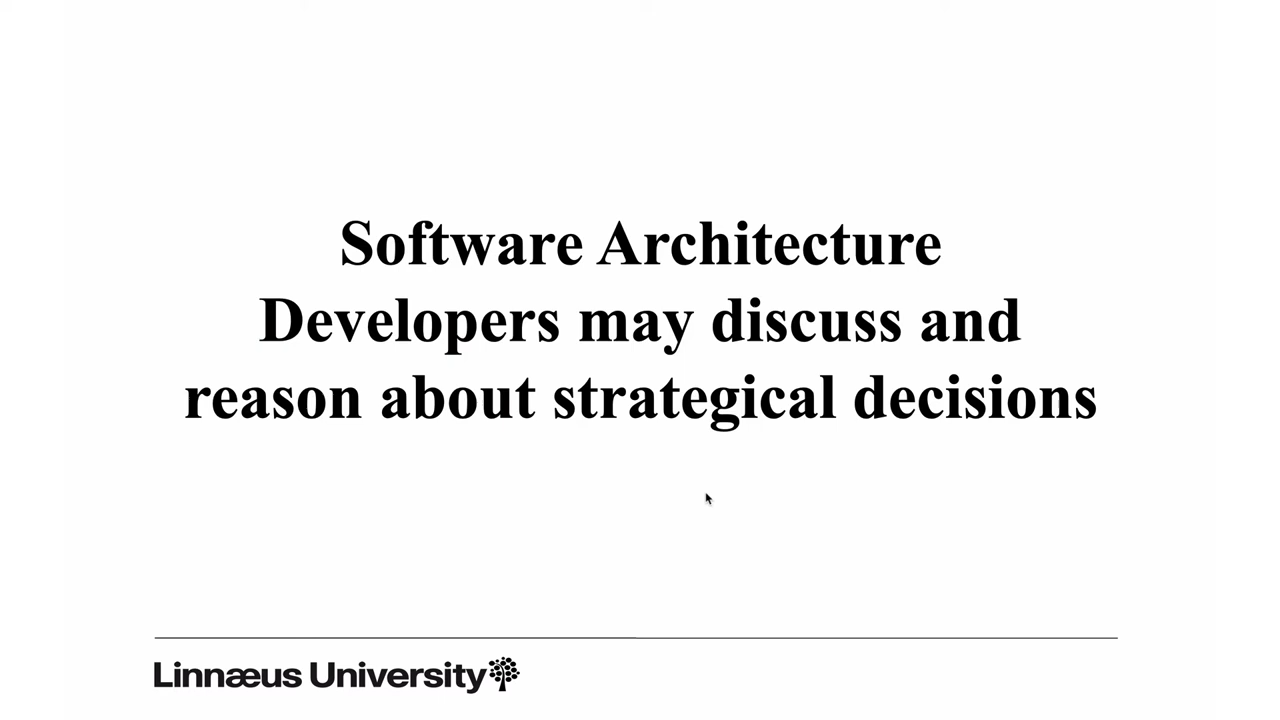 Software Architecture
Developers may discuss and
reason about strategical decisions
Linnæus University